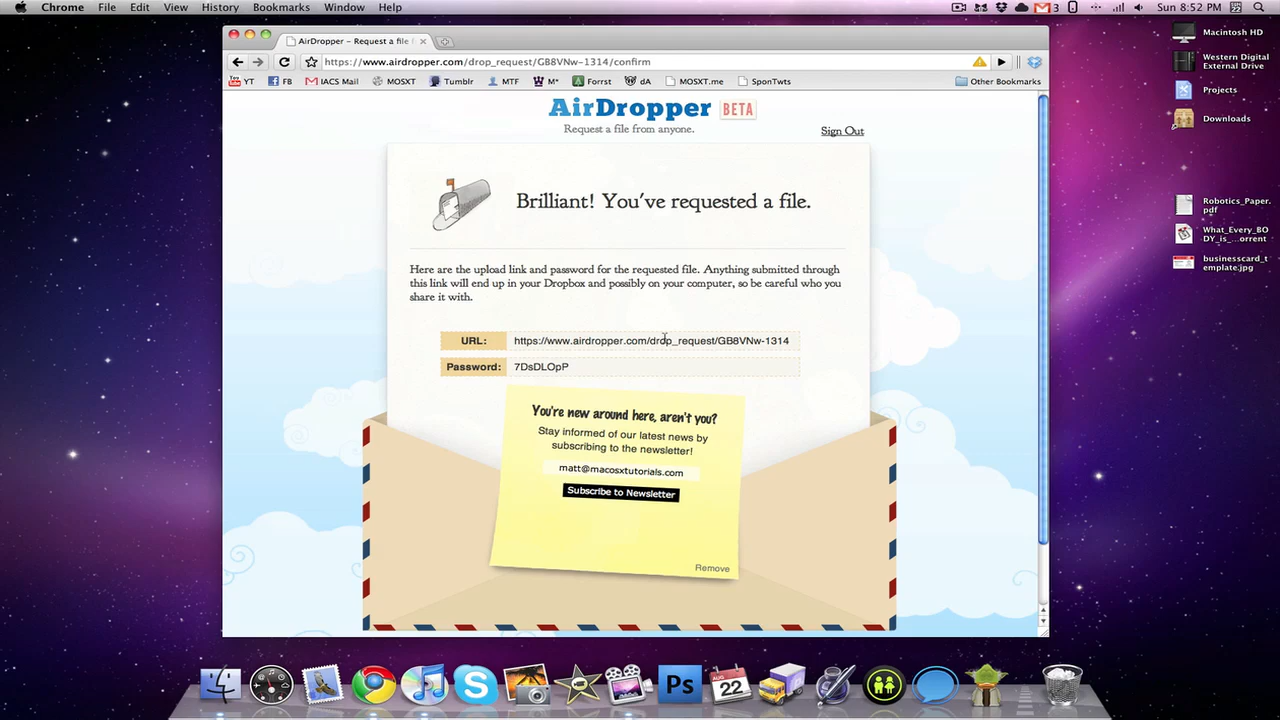 Chrome File Edit View History Bookmarks Window Help
3 Sun 8:52 PM
AirDropper – Request a file f
https://www.airdropper.com/drop_request/GB8VNw-1314/confirm
YT FB IACS Mail MOSXT Tumblr MTF M* Forrst dA MOSXT.me SponTwts Other Bookmarks
AirDropper BETA
Request a file from anyone.
Sign Out
Brilliant! You've requested a file.
Here are the upload link and password for the requested file. Anything submitted through
this link will end up in your Dropbox and possibly on your computer, so be careful who you
share it with.
URL: https://www.airdropper.com/drop_request/GB8VNw-1314
Password: 7DsDLOpP
You're new around here, aren't you?
Stay informed of our latest news by
subscribing to the newsletter!
matt@macosxtutorials.com
Subscribe to Newsletter
Remove
Macintosh HD
Western Digital
External Drive
Projects
Downloads
Robotics_Paper.
pdf
What_Every_BO
DY_is_...orrent
businesscard_t
emplate.jpg
Ps
AUG
22